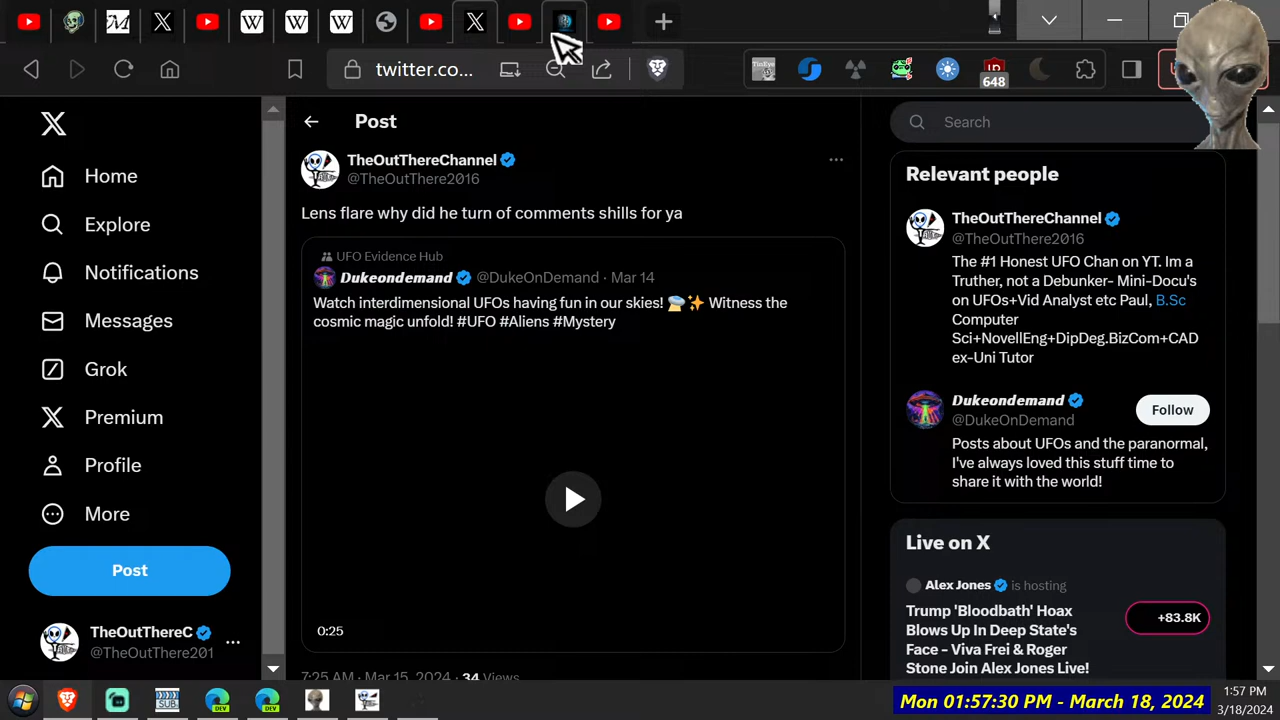 twitter.co...
648
Post
Search
TheOutThereChannel
@TheOutThere2016
Lens flare why did he turn of comments shills for ya
UFO Evidence Hub
Dukeondemand @DukeOnDemand · Mar 14
Watch interdimensional UFOs having fun in our skies! 🛸✨ Witness the
cosmic magic unfold! #UFO #Aliens #Mystery
0:25
7:25 AM · Mar 15, 2024 · 34 Views
Home
Explore
Notifications
Messages
Grok
Premium
Profile
More
Post
TheOutThereC
@TheOutThere201
Relevant people
TheOutThereChannel
@TheOutThere2016
The #1 Honest UFO Chan on YT. Im a
Truther, not a Debunker- Mini-Docu's
on UFOs+Vid Analyst etc Paul, B.Sc
Computer
Sci+NovellEng+DipDeg.BizCom+CAD
ex-Uni Tutor
Dukeondemand
@DukeOnDemand
Follow
Posts about UFOs and the paranormal,
I've always loved this stuff time to
share it with the world!
Live on X
Alex Jones is hosting
Trump 'Bloodbath' Hoax
Blows Up In Deep State's
Face - Viva Frei & Roger
Stone Join Alex Jones Live!
+83.8K
Mon 01:57:30 PM - March 18, 2024
1:57 PM
3/18/2024